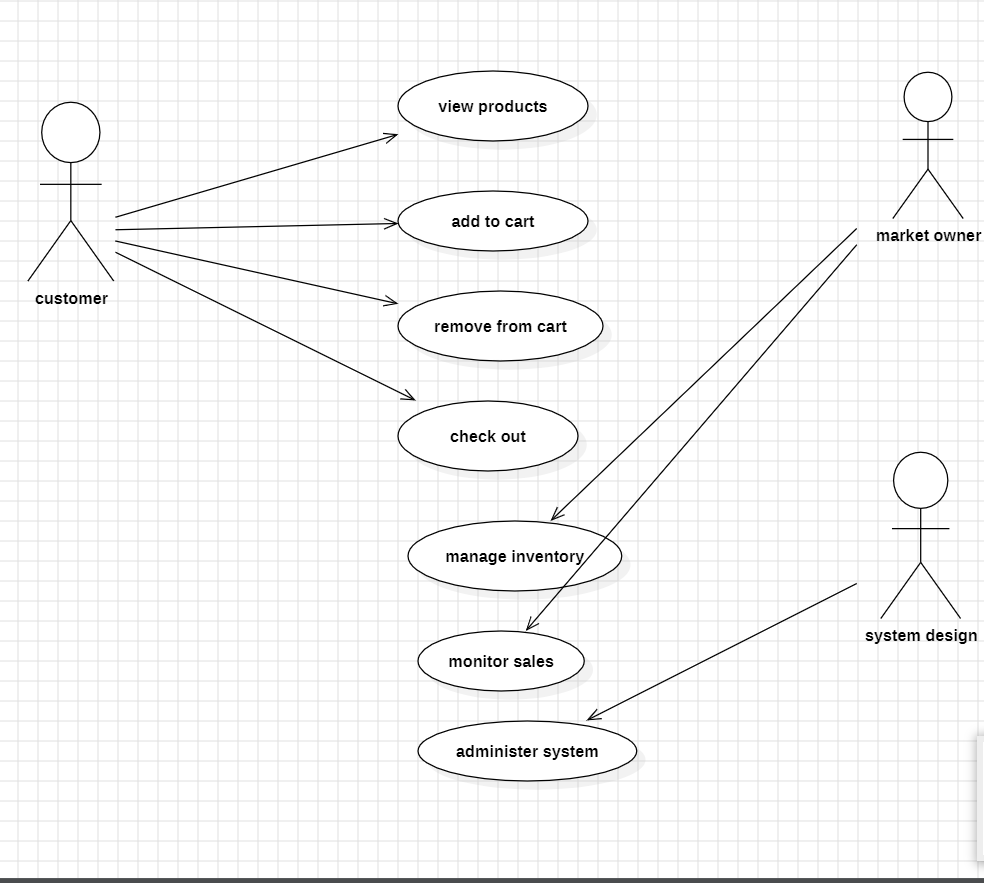 view products
add to cart
market owner
customer
remove from cart
check out
manage inventory
system design
monitor sales
administer system